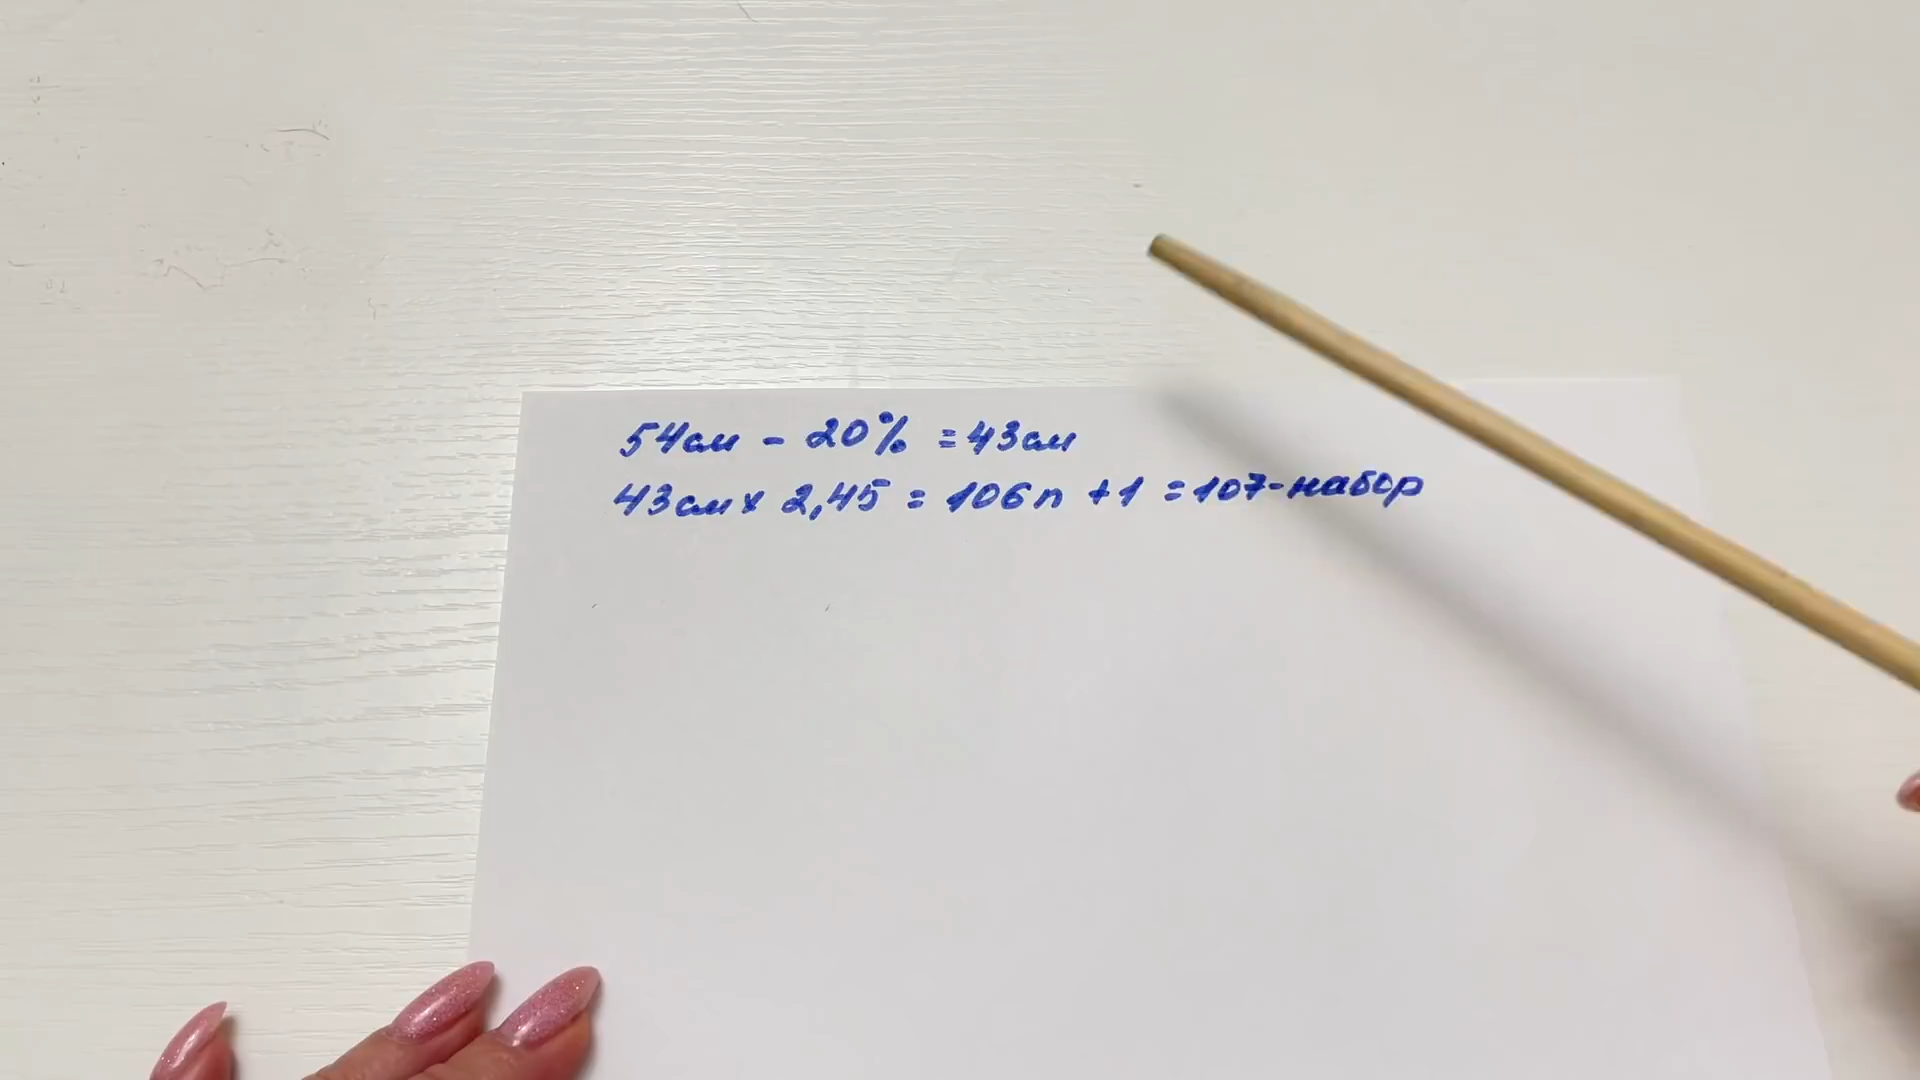 54см - 20% = 43см
43см х 2,45 = 106п + 1 = 107-набор